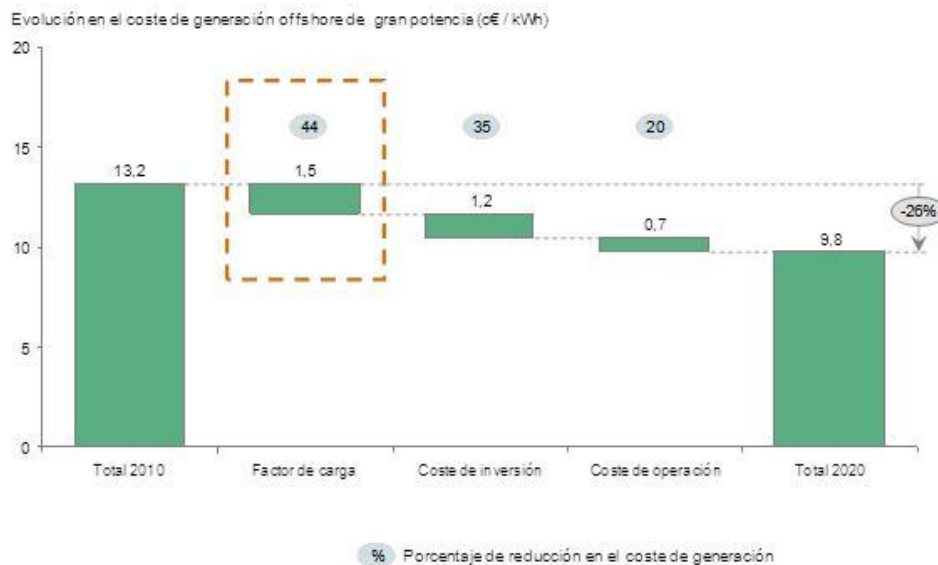 Evolución en el coste de generación offshore de gran potencia (c€ / kWh)
20
44
35
20
15
13,2
1,5
1,2
-26%
0,7
9,8
10
5
0
Total 2010
Factor de carga
Coste de inversión
Coste de operación
Total 2020
% Porcentaje de reducción en el coste de generación